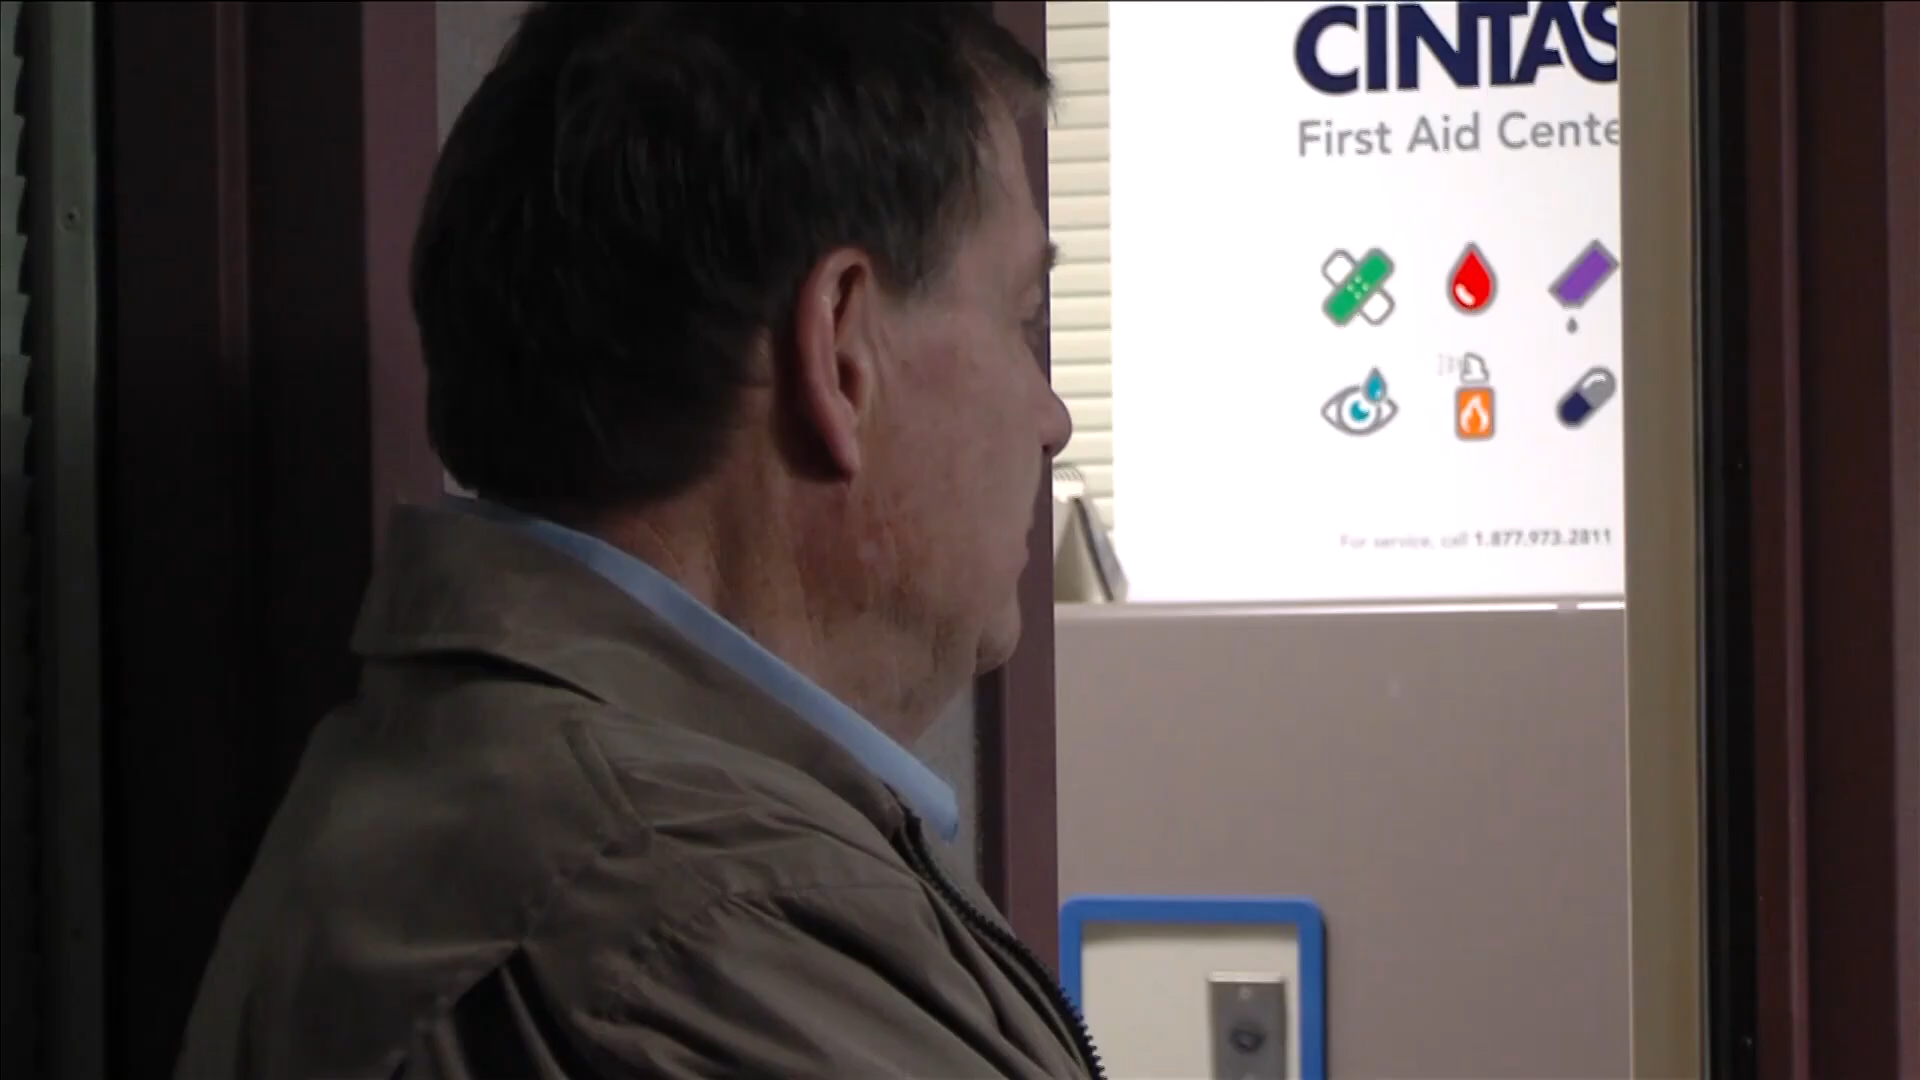 CINTAS
First Aid Cente
For service, call 1.877.973.2811